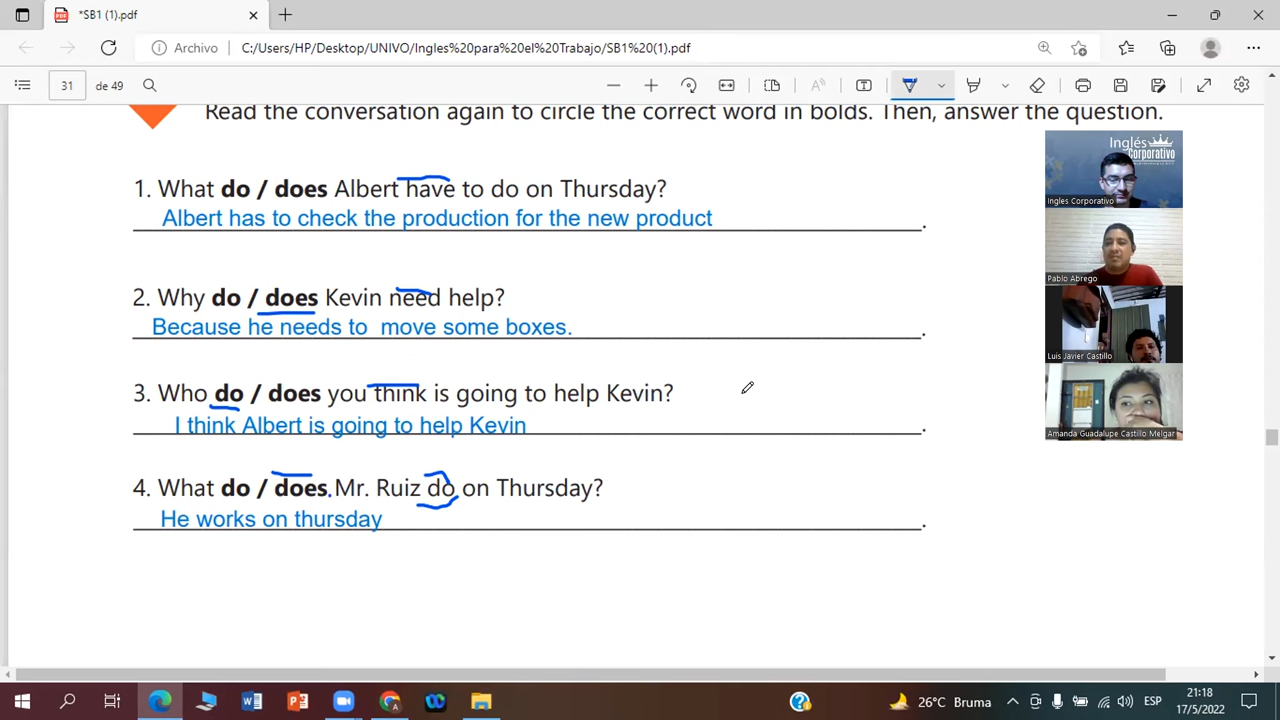 *SB1 (1).pdf
Archivo
C:/Users/HP/Desktop/UNIVO/Ingles%20para%20el%20Trabajo/SB1%20(1).pdf
31
de 49
Read the conversation again to circle the correct word in bolds. Then, answer the question.
1. What do / does Albert have to do on Thursday?
Albert has to check the production for the new product
.
2. Why do / does Kevin need help?
Because he needs to move some boxes.
.
3. Who do / does you think is going to help Kevin?
I think Albert is going to help Kevin
.
4. What do / does Mr. Ruiz do on Thursday?
He works on thursday
.
Inglés
Corporativo
Ingles Corporativo
Pablo Abrego
Luis Javier Castillo
Amanda Guadalupe Castillo Melgar
26°C Bruma
ESP
21:18
17/5/2022